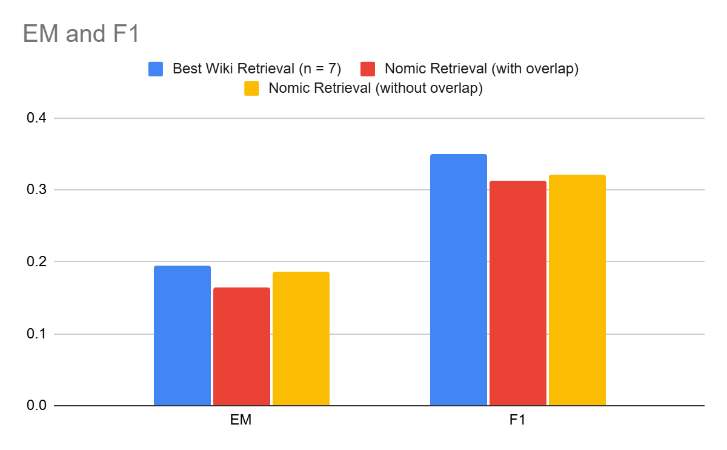 EM and F1
Best Wiki Retrieval (n = 7) Nomic Retrieval (with overlap)
Nomic Retrieval (without overlap)
0.4
0.3
0.2
0.1
0.0
EM F1